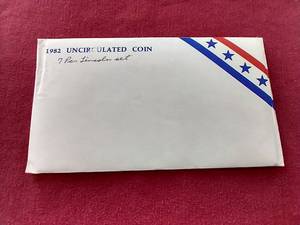 1982 UNCIRCULATED COIN
7 Pc. Lincoln set